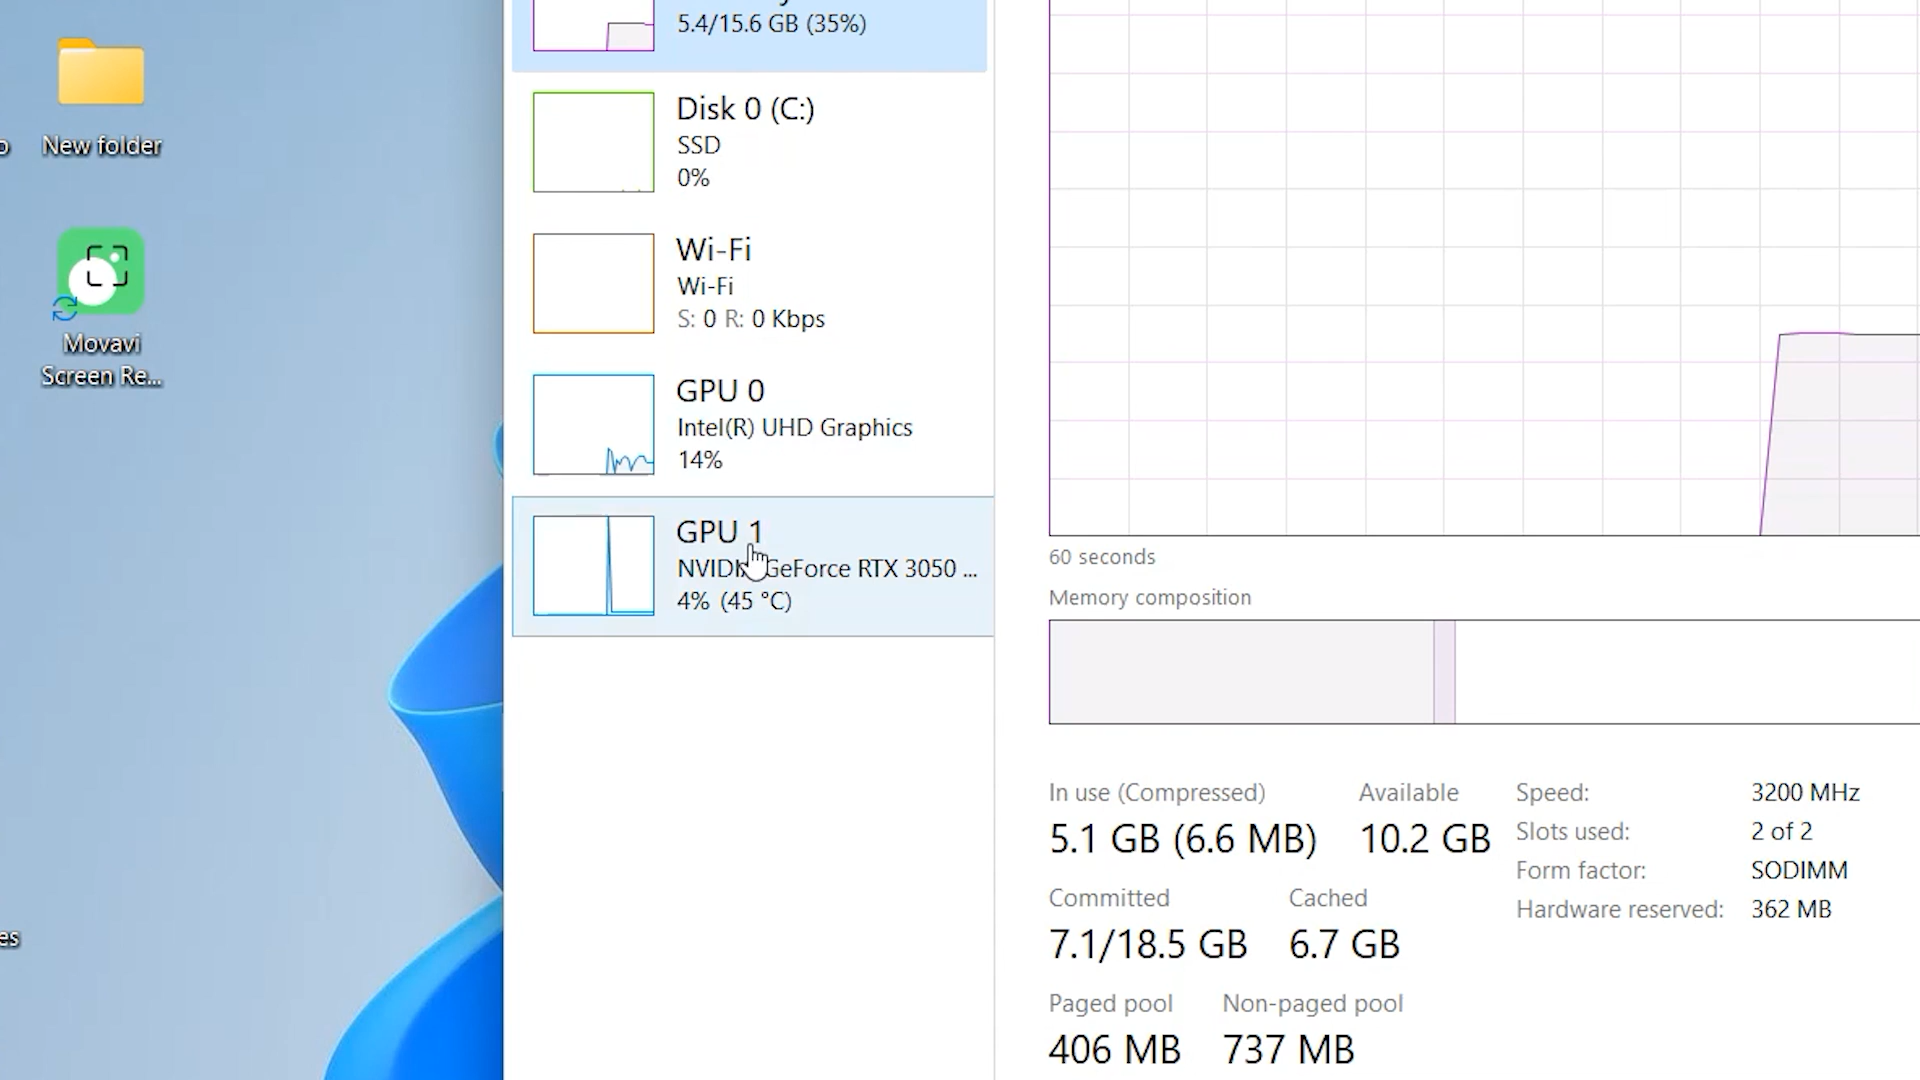 New folder
Movavi
Screen Re...
es
5.4/15.6 GB (35%)
Disk 0 (C:)
SSD
0%
Wi-Fi
Wi-Fi
S: 0 R: 0 Kbps
GPU 0
Intel(R) UHD Graphics
14%
GPU 1
NVIDIA GeForce RTX 3050 ...
4% (45 °C)
60 seconds
Memory composition
In use (Compressed)
5.1 GB (6.6 MB)
Available
10.2 GB
Committed
7.1/18.5 GB
Cached
6.7 GB
Paged pool
406 MB
Non-paged pool
737 MB
Speed: 3200 MHz
Slots used: 2 of 2
Form factor: SODIMM
Hardware reserved: 362 MB